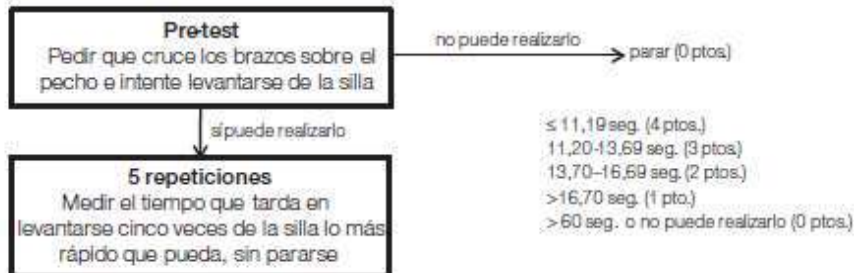 Pre-test
Pedir que cruce los brazos sobre el
pecho e intente levantarse de la silla
no puede realizarlo
parar (0 ptos.)
sí puede realizarlo
5 repeticiones
Medir el tiempo que tarda en
levantarse cinco veces de la silla lo más
rápido que pueda, sin pararse
≤ 11,19 seg. (4 ptos.)
11,20-13,69 seg. (3 ptos.)
13,70–16,69 seg. (2 ptos.)
>16,70 seg. (1 pto.)
>60 seg. o no puede realizarlo (0 ptos.)